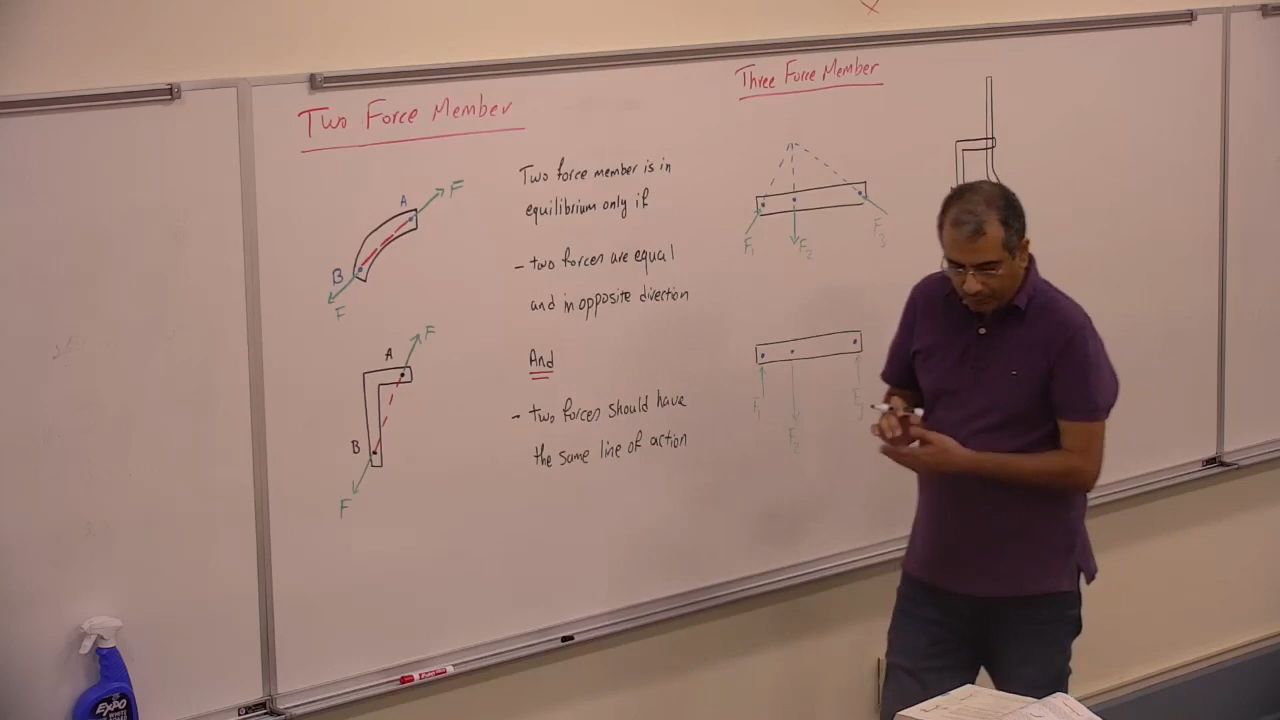 Two Force Member
Three Force Member
A
F
B
F
Two force member is in
equilibrium only if
- two forces are equal
and in opposite direction
And
- two forces should have
the same line of action
A
F
B
F
F1
F2
F3
F1
F2
F3
EXPO
WHITE
EXPO